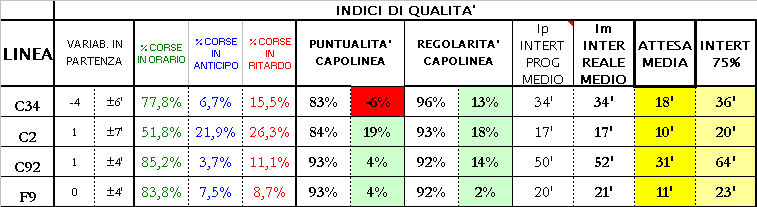 INDICI DI QUALITA'
LINEA VARIAB. IN PARTENZA % CORSE IN ORARIO % CORSE IN ANTICIPO % CORSE IN RITARDO PUNTUALITA' CAPOLINEA REGOLARITA' CAPOLINEA Ip INTERT PROG MEDIO Im INTER REALE MEDIO ATTESA MEDIA INTERT 75%
C34 -4 ±6' 77,8% 6,7% 15,5% 83% -6% 96% 13% 34' 34' 18' 36'
C2 1 ±7' 51,8% 21,9% 26,3% 84% 19% 93% 18% 17' 17' 10' 20'
C92 1 ±4' 85,2% 3,7% 11,1% 93% 4% 92% 14% 50' 52' 31' 64'
F9 0 ±4' 83,8% 7,5% 8,7% 93% 4% 92% 2% 20' 21' 11' 23'